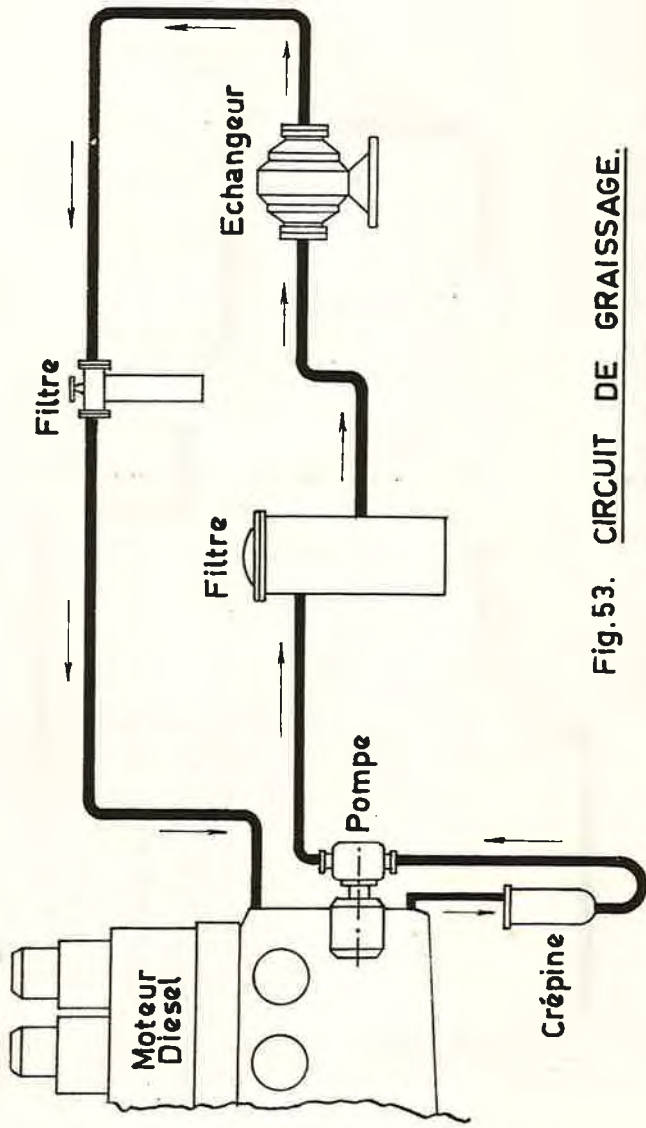 Filtre
Echangeur
Filtre
Moteur
Diesel
Pompe
Crépine
Fig.53. CIRCUIT DE GRAISSAGE.